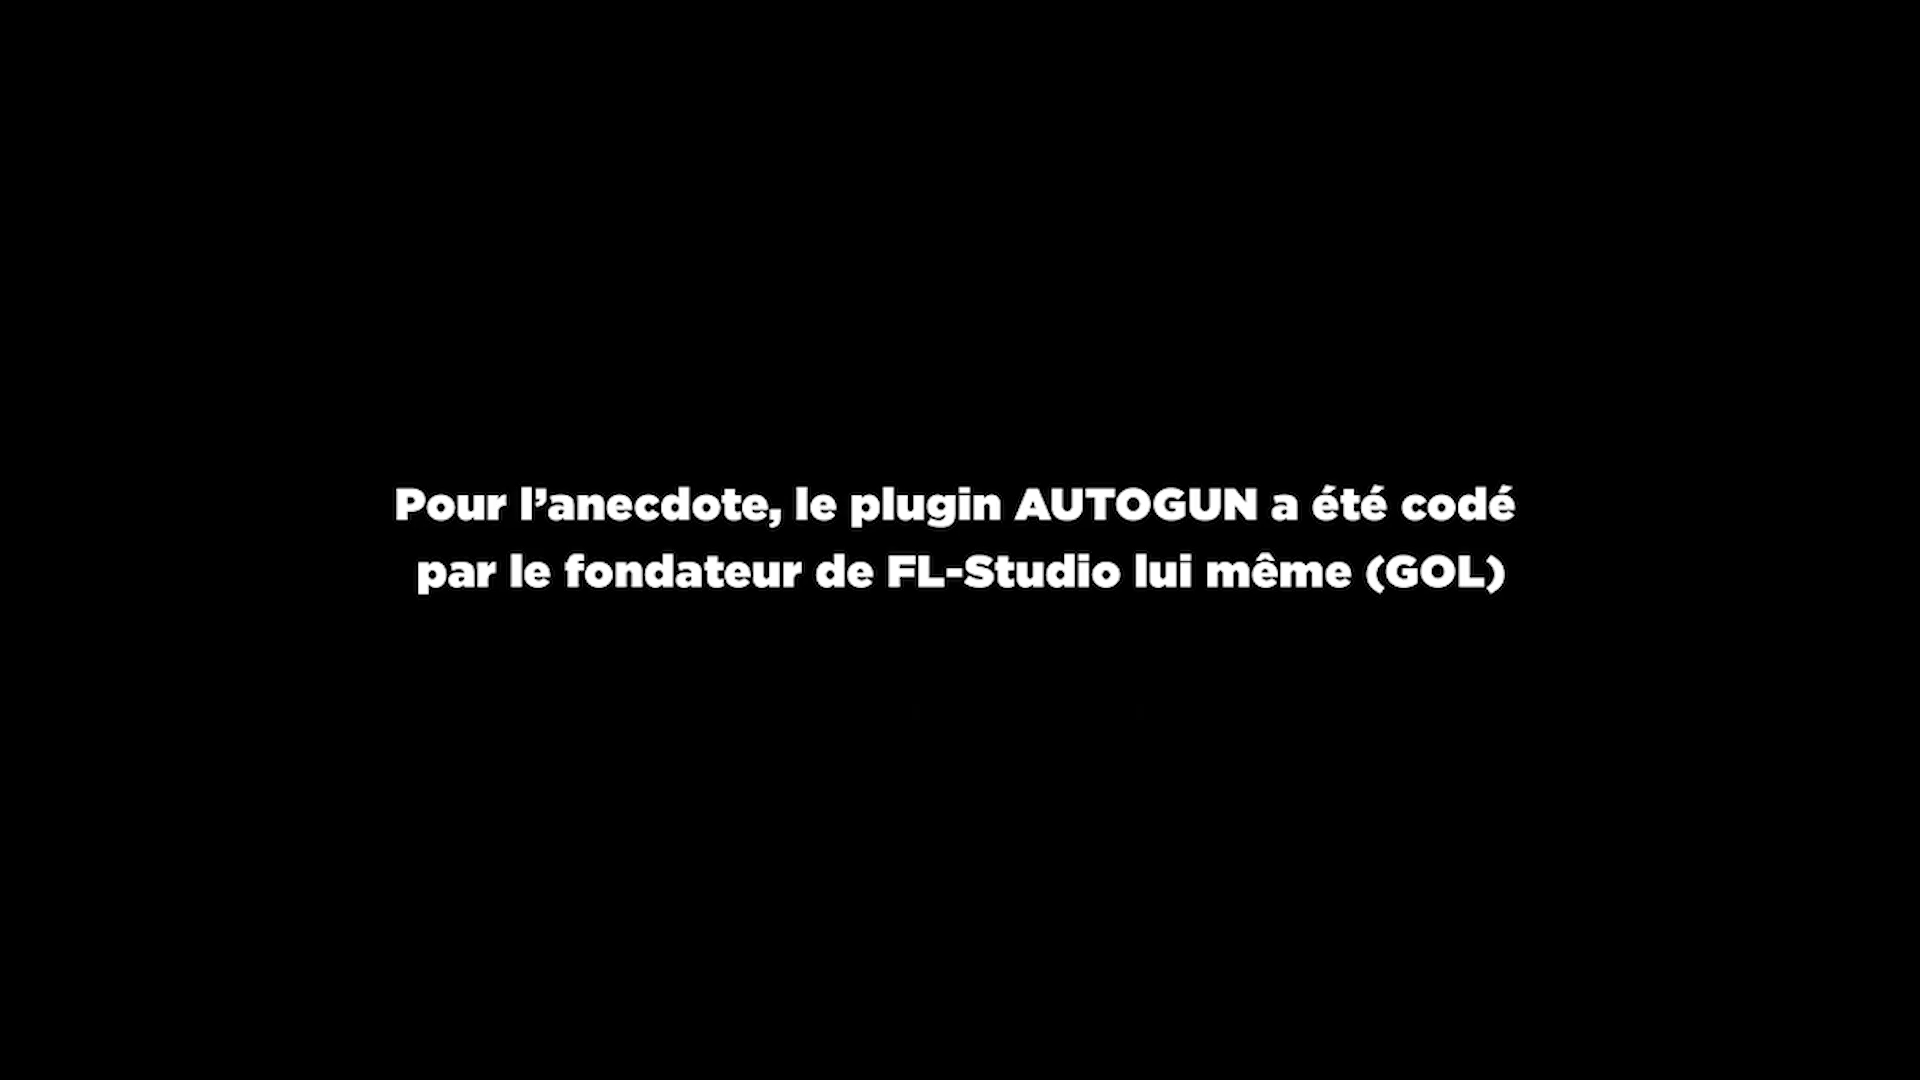 Pour l’anecdote, le plugin AUTOGUN a été codé
par le fondateur de FL-Studio lui même (GOL)